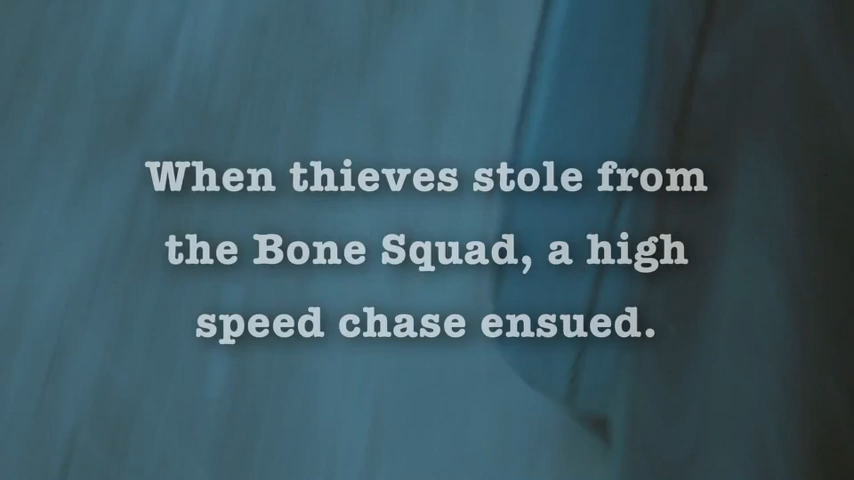 When thieves stole from
the Bone Squad, a high
speed chase ensued.